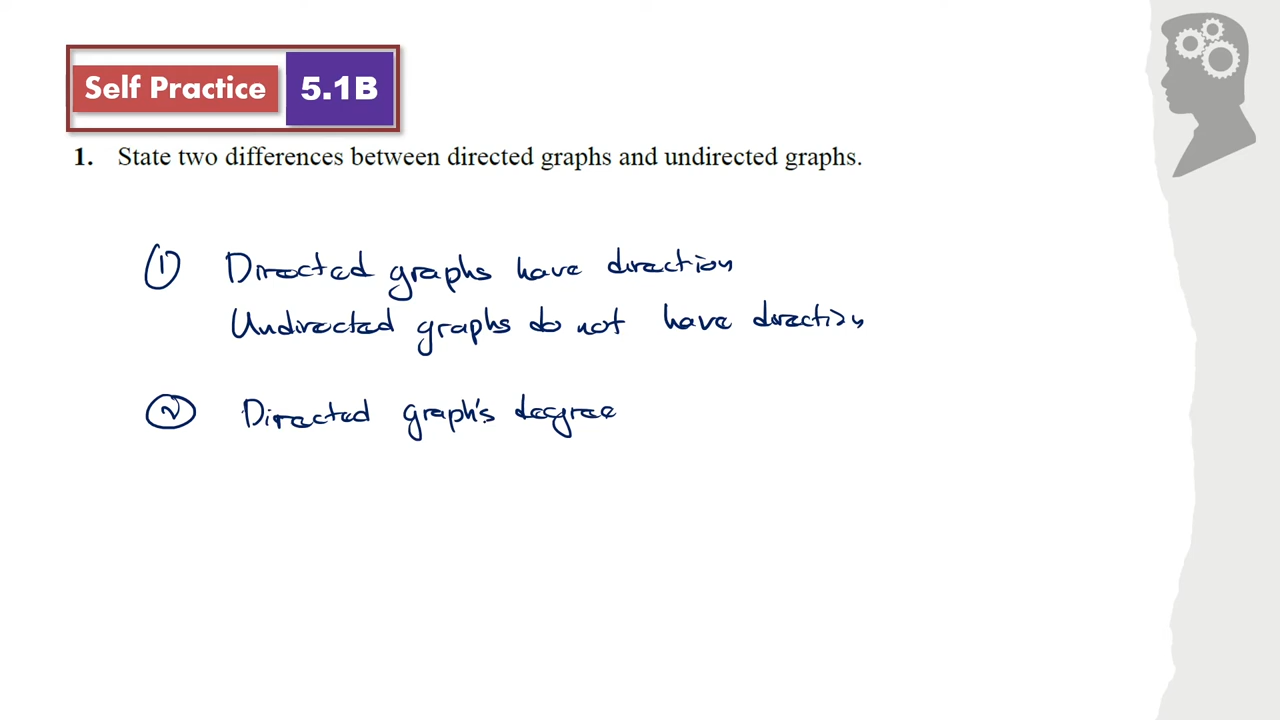 Self Practice 5.1B
1. State two differences between directed graphs and undirected graphs.
① Directed graphs have direction
Undirected graphs do not have direction
② Directed graph's degree